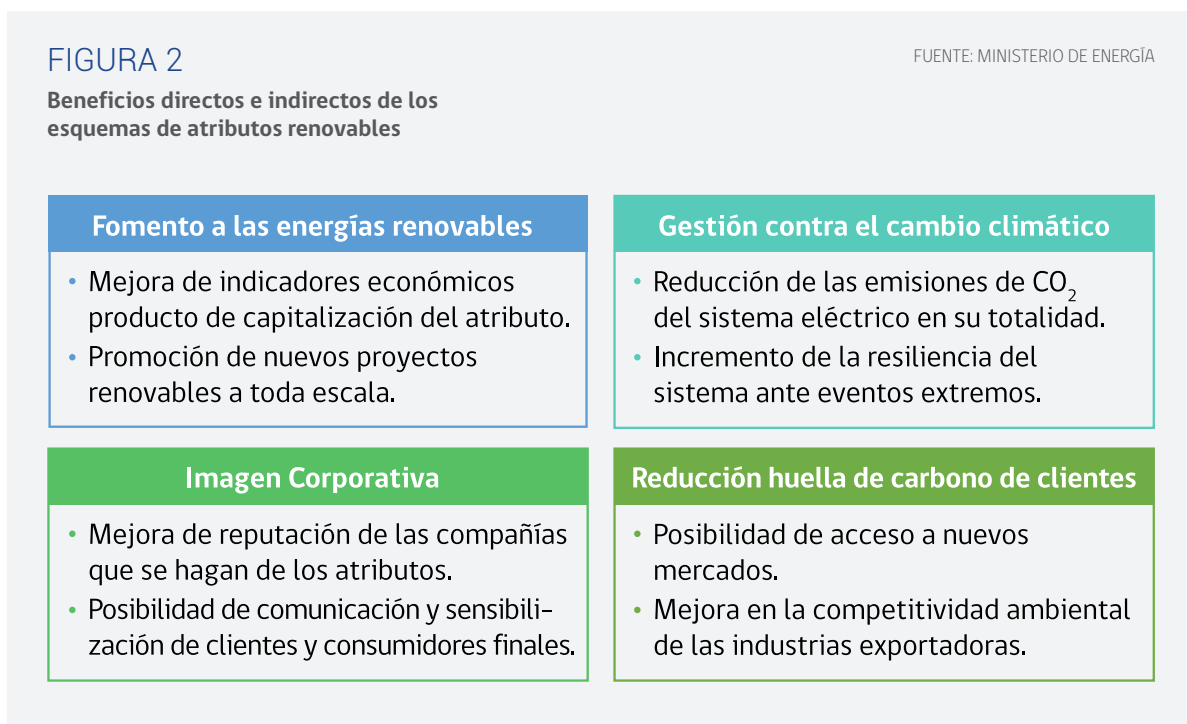 FIGURA 2
FUENTE: MINISTERIO DE ENERGÍA
Beneficios directos e indirectos de los
esquemas de atributos renovables
Fomento a las energías renovables
• Mejora de indicadores económicos
producto de capitalización del atributo.
• Promoción de nuevos proyectos
renovables a toda escala.
Gestión contra el cambio climático
• Reducción de las emisiones de CO₂
del sistema eléctrico en su totalidad.
• Incremento de la resiliencia del
sistema ante eventos extremos.
Imagen Corporativa
• Mejora de reputación de las compañías
que se hagan de los atributos.
• Posibilidad de comunicación y sensibili-
zación de clientes y consumidores finales.
Reducción huella de carbono de clientes
• Posibilidad de acceso a nuevos
mercados.
• Mejora en la competitividad ambiental
de las industrias exportadoras.